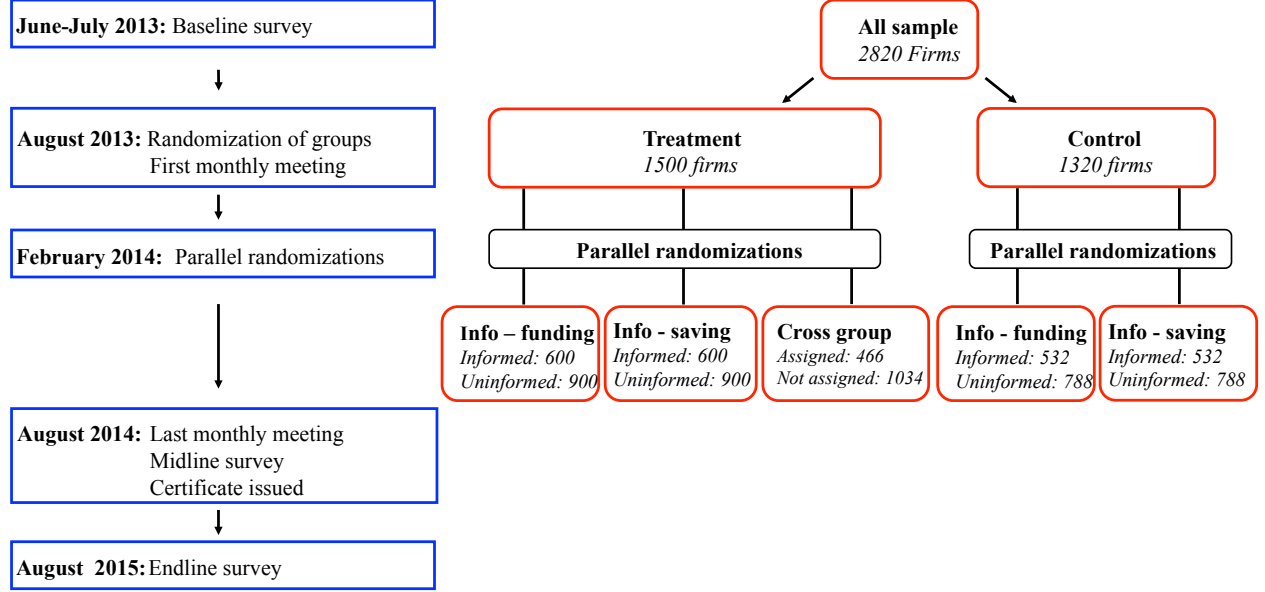 June-July 2013: Baseline survey
August 2013: Randomization of groups
First monthly meeting
February 2014: Parallel randomizations
August 2014: Last monthly meeting
Midline survey
Certificate issued
August 2015: Endline survey
All sample
2820 Firms
Treatment
1500 firms
Control
1320 firms
Parallel randomizations
Parallel randomizations
Info – funding
Informed: 600
Uninformed: 900
Info - saving
Informed: 600
Uninformed: 900
Cross group
Assigned: 466
Not assigned: 1034
Info - funding
Informed: 532
Uninformed: 788
Info - saving
Informed: 532
Uninformed: 788